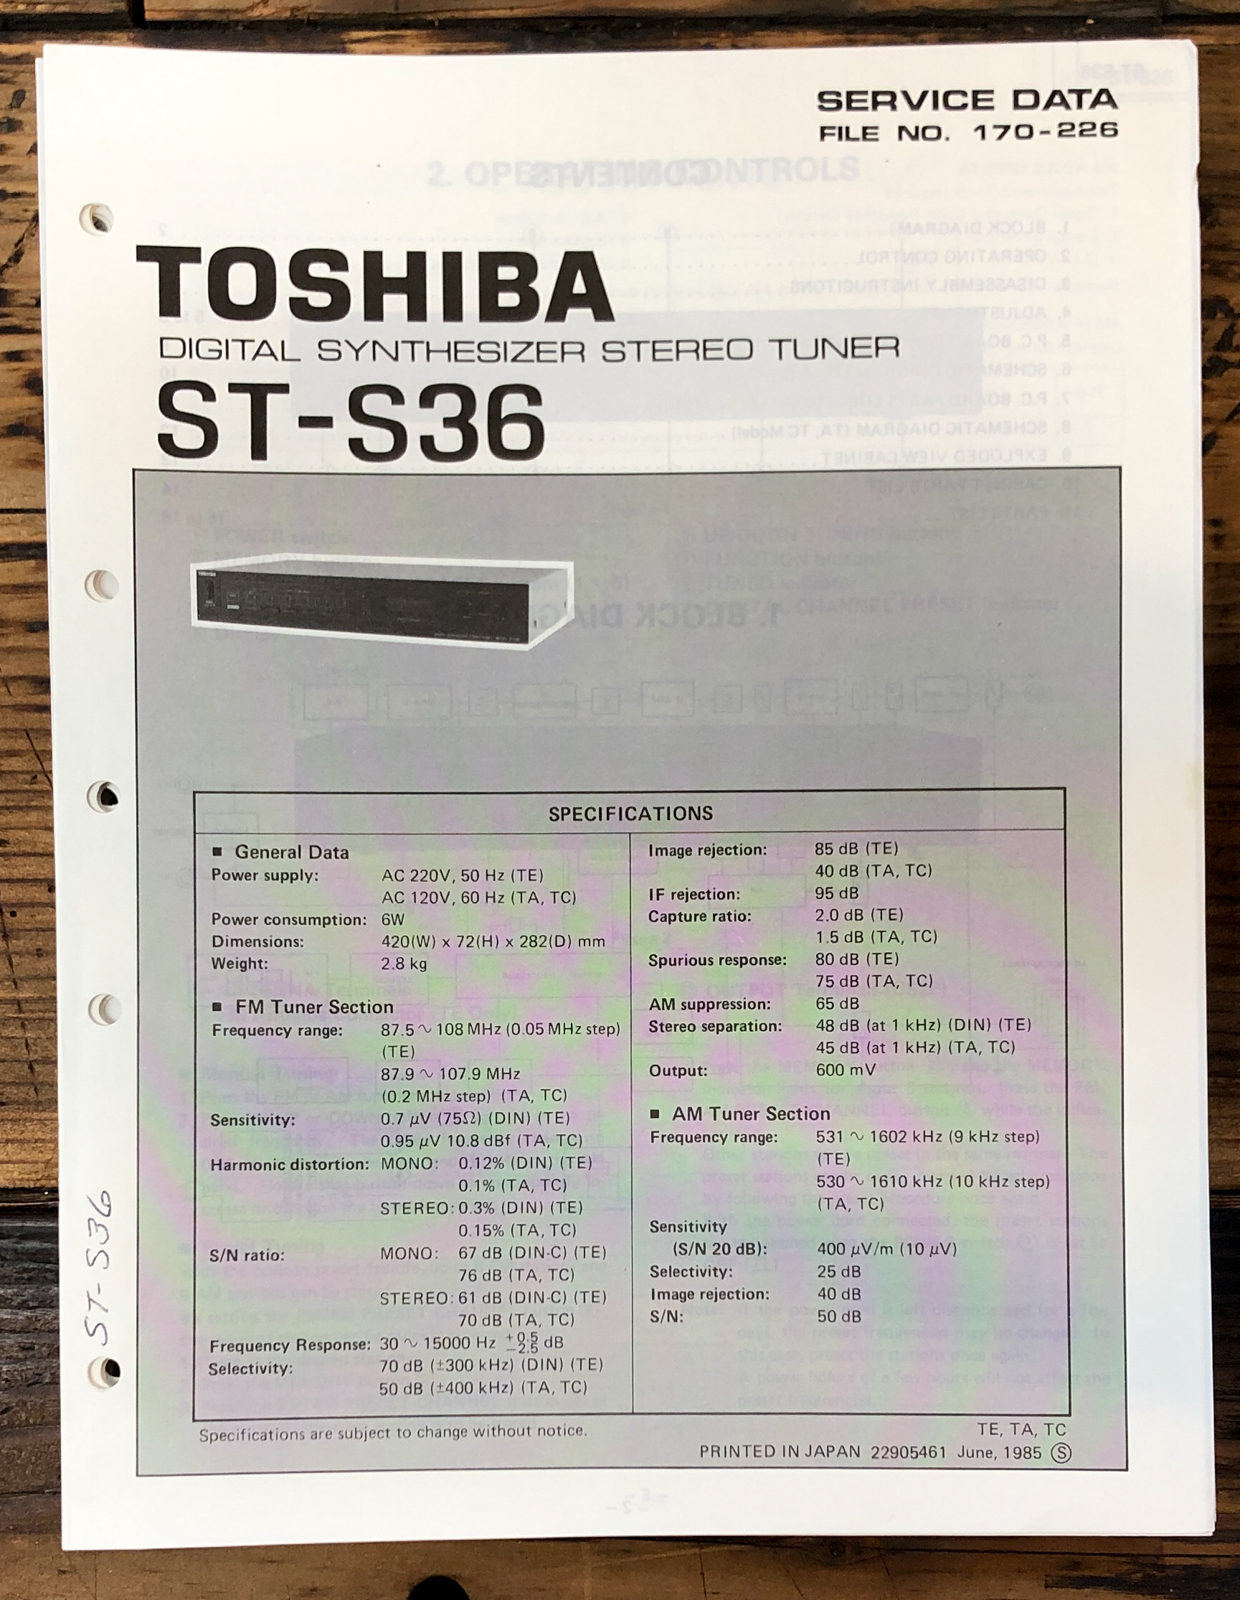 SERVICE DATA
FILE NO. 170-226
TOSHIBA
DIGITAL SYNTHESIZER STEREO TUNER
ST-S36
TOSHIBA
SPECIFICATIONS
■ General Data
Power supply: AC 220V, 50 Hz (TE)
AC 120V, 60 Hz (TA, TC)
Power consumption: 6W
Dimensions: 420(W) x 72(H) x 282(D) mm
Weight: 2.8 kg
■ FM Tuner Section
Frequency range: 87.5 ~ 108 MHz (0.05 MHz step)
(TE)
87.9 ~ 107.9 MHz
(0.2 MHz step) (TA, TC)
Sensitivity: 0.7 μV (75Ω) (DIN) (TE)
0.95 μV 10.8 dBf (TA, TC)
Harmonic distortion: MONO: 0.12% (DIN) (TE)
0.1% (TA, TC)
STEREO: 0.3% (DIN) (TE)
0.15% (TA, TC)
S/N ratio: MONO: 67 dB (DIN-C) (TE)
76 dB (TA, TC)
STEREO: 61 dB (DIN-C) (TE)
70 dB (TA, TC)
Frequency Response: 30 ~ 15000 Hz +0.5 −2.5 dB
Selectivity: 70 dB (±300 kHz) (DIN) (TE)
50 dB (±400 kHz) (TA, TC)
Image rejection: 85 dB (TE)
40 dB (TA, TC)
IF rejection: 95 dB
Capture ratio: 2.0 dB (TE)
1.5 dB (TA, TC)
Spurious response: 80 dB (TE)
75 dB (TA, TC)
AM suppression: 65 dB
Stereo separation: 48 dB (at 1 kHz) (DIN) (TE)
45 dB (at 1 kHz) (TA, TC)
Output: 600 mV
■ AM Tuner Section
Frequency range: 531 ~ 1602 kHz (9 kHz step)
(TE)
530 ~ 1610 kHz (10 kHz step)
(TA, TC)
Sensitivity
(S/N 20 dB): 400 μV/m (10 μV)
Selectivity: 25 dB
Image rejection: 40 dB
S/N: 50 dB
Specifications are subject to change without notice.
TE, TA, TC
PRINTED IN JAPAN 22905461 June, 1985 Ⓢ
ST-S36